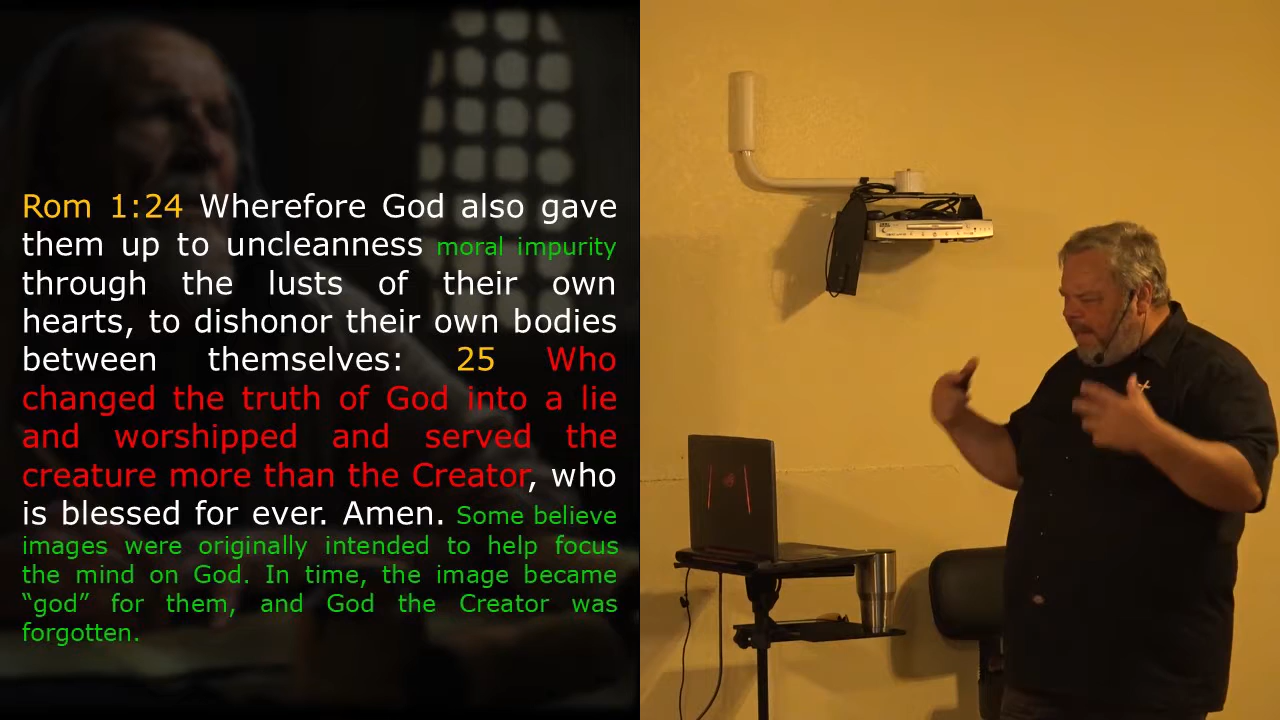 Rom 1:24 Wherefore God also gave
them up to uncleanness moral impurity
through the lusts of their own
hearts, to dishonor their own bodies
between themselves: 25 Who
changed the truth of God into a lie
and worshipped and served the
creature more than the Creator, who
is blessed for ever. Amen. Some believe
images were originally intended to help focus
the mind on God. In time, the image became
“god” for them, and God the Creator was
forgotten.